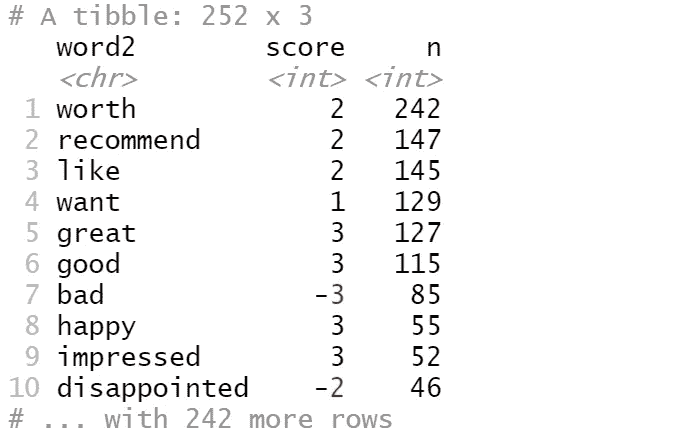 # A tibble: 252 x 3
word2 score n
<chr> <int> <int>
1 worth 2 242
2 recommend 2 147
3 like 2 145
4 want 1 129
5 great 3 127
6 good 3 115
7 bad -3 85
8 happy 3 55
9 impressed 3 52
10 disappointed -2 46
# ... with 242 more rows